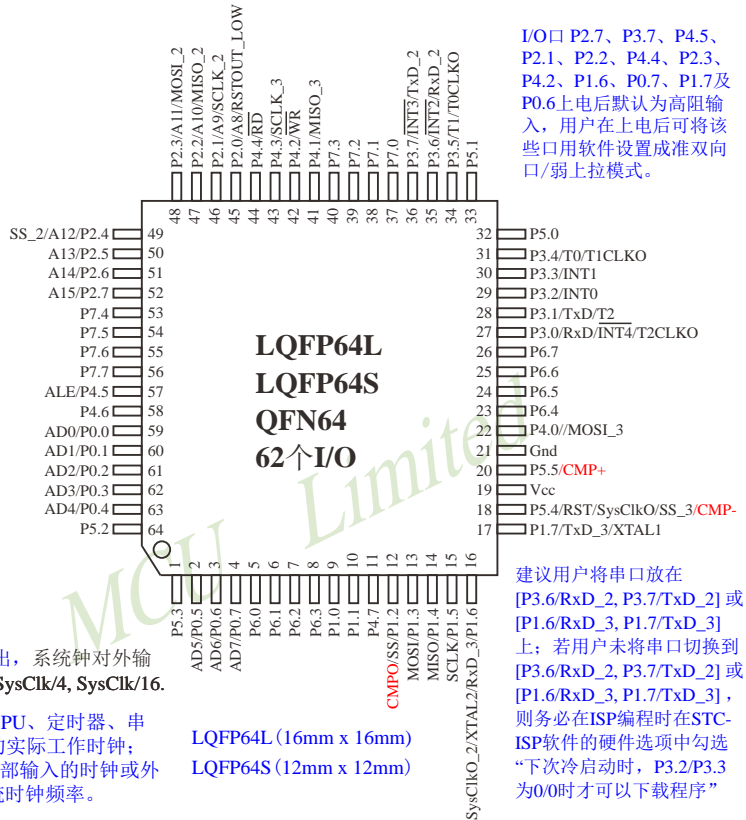 I/O口 P2.7、P3.7、P4.5、
P2.1、P2.2、P4.4、P2.3、
P4.2、P1.6、P0.7、P1.7及
P0.6上电后默认为高阻输
入，用户在上电后可将该
些口用软件设置成准双向
口/弱上拉模式。
P2.3/A11/MOSI_2
P2.2/A10/MISO_2
P2.1/A9/SCLK_2
P2.0/A8/RSTOUT_LOW
P4.4/RD
P4.3/SCLK_3
P4.2/WR
P4.1/MISO_3
P7.3
P7.2
P7.1
P7.0
P3.7/INT3/TxD_2
P3.6/INT2/RxD_2
P3.5/T1/T0CLKO
P5.1
48 47 46 45 44 43 42 41 40 39 38 37 36 35 34 33
SS_2/A12/P2.4 49
A13/P2.5 50
A14/P2.6 51
A15/P2.7 52
P7.4 53
P7.5 54
P7.6 55
P7.7 56
ALE/P4.5 57
P4.6 58
AD0/P0.0 59
AD1/P0.1 60
AD2/P0.2 61
AD3/P0.3 62
AD4/P0.4 63
P5.2 64
LQFP64L
LQFP64S
QFN64
62个I/O
MCU Limited
32 P5.0
31 P3.4/T0/T1CLKO
30 P3.3/INT1
29 P3.2/INT0
28 P3.1/TxD/T2
27 P3.0/RxD/INT4/T2CLKO
26 P6.7
25 P6.6
24 P6.5
23 P6.4
22 P4.0//MOSI_3
21 Gnd
20 P5.5/CMP+
19 Vcc
18 P5.4/RST/SysClkO/SS_3/CMP-
17 P1.7/TxD_3/XTAL1
1 2 3 4 5 6 7 8 9 10 11 12 13 14 15 16
P5.3
AD5/P0.5
AD6/P0.6
AD7/P0.7
P6.0
P6.1
P6.2
P6.3
P1.0
P1.1
P4.7
CMPO/SS/P1.2
MOSI/P1.3
MISO/P1.4
SCLK/P1.5
SysClkO_2/XTAL2/RxD_3/P1.6
出，系统钟对外输
SysClk/4, SysClk/16.
PU、定时器、串
的实际工作时钟；
部输入的时钟或外
统时钟频率。
LQFP64L（16mm x 16mm）
LQFP64S（12mm x 12mm）
建议用户将串口放在
[P3.6/RxD_2, P3.7/TxD_2] 或
[P1.6/RxD_3, P1.7/TxD_3]
上；若用户未将串口切换到
[P3.6/RxD_2, P3.7/TxD_2] 或
[P1.6/RxD_3, P1.7/TxD_3] ，
则务必在ISP编程时在STC-
ISP软件的硬件选项中勾选
“下次冷启动时，P3.2/P3.3
为0/0时才可以下载程序”